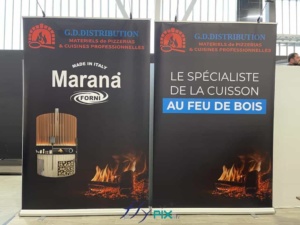 G.D.DISTRIBUTION
MATERIELS de PIZZERIAS
& CUISINES PROFESSIONNELLES
MADE IN ITALY
Marana
FORNI
G.D.DISTRIBUTION
MATERIELS de PIZZERIAS
& CUISINES PROFESSIONNELLES
LE SPÉCIALISTE
DE LA CUISSON
AU FEU DE BOIS